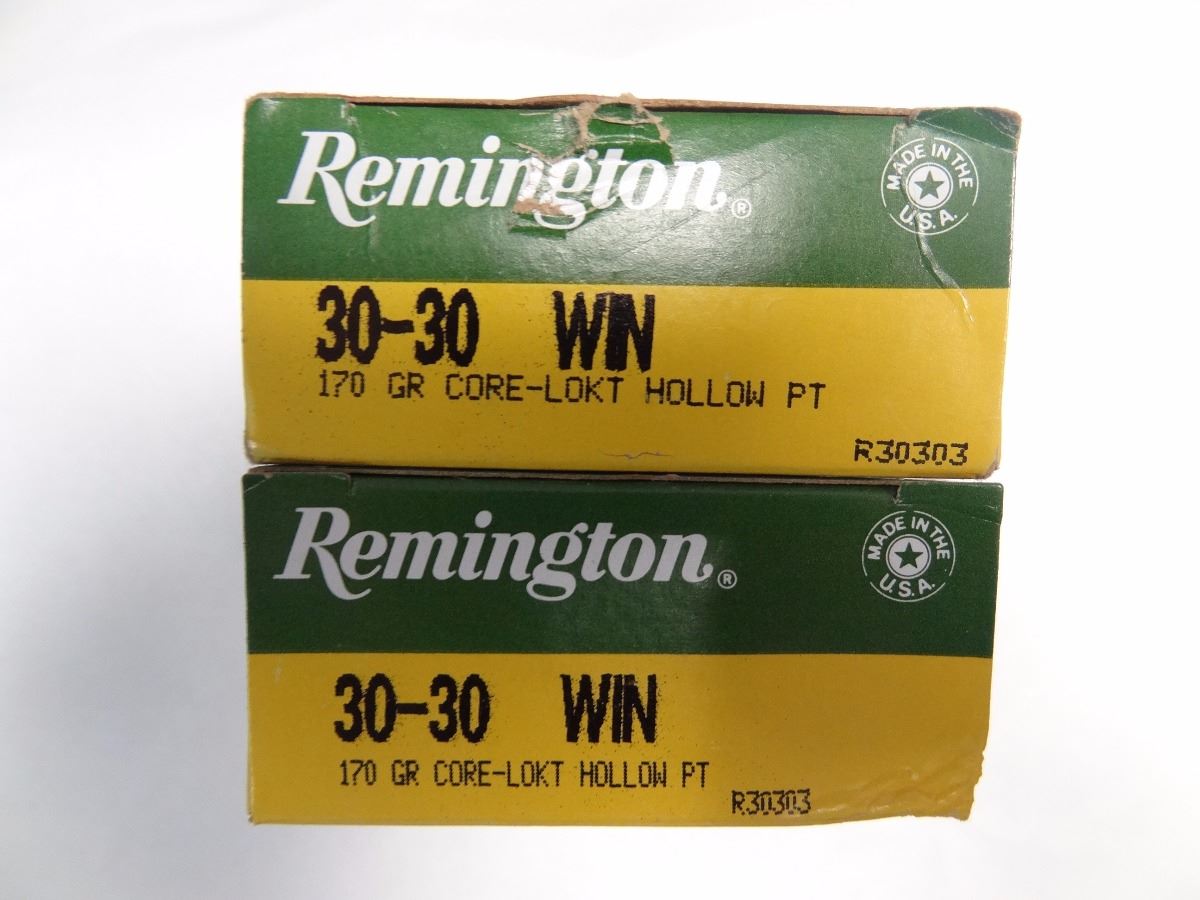 Remington®
MADE IN THE
U.S.A.
30-30 WIN
170 GR CORE-LOKT HOLLOW PT
R30303
Remington®
MADE IN THE
U.S.A.
30-30 WIN
170 GR CORE-LOKT HOLLOW PT
R30303